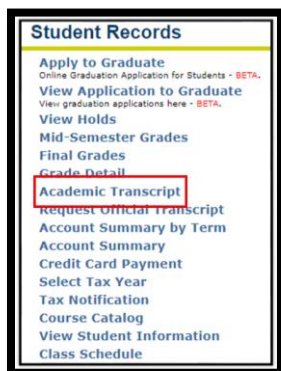 Student Records
Apply to Graduate
Online Graduation Application for Students - BETA.
View Application to Graduate
View graduation applications here - BETA.
View Holds
Mid-Semester Grades
Final Grades
Grade Detail
Academic Transcript
Request Official Transcript
Account Summary by Term
Account Summary
Credit Card Payment
Select Tax Year
Tax Notification
Course Catalog
View Student Information
Class Schedule